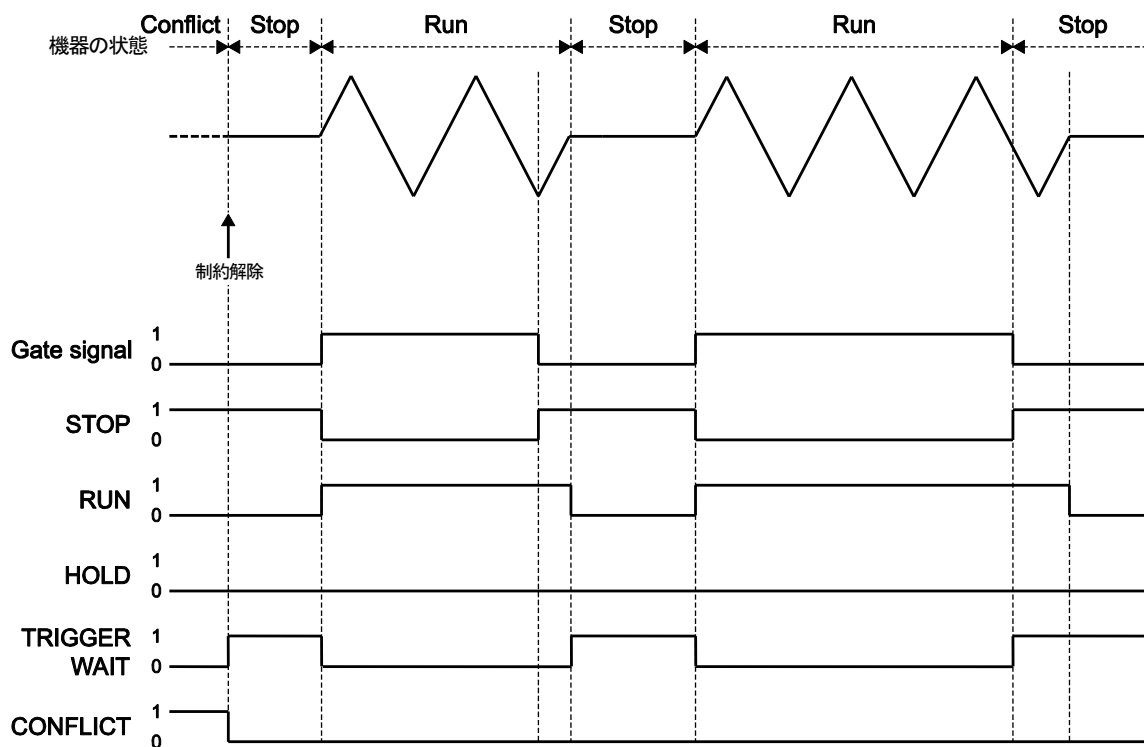 Conflict Stop Run Stop Run Stop
機器の状態
制約解除
1
Gate signal 0
1
STOP 0
1
RUN 0
1
HOLD 0
TRIGGER 1
WAIT 0
1
CONFLICT 0